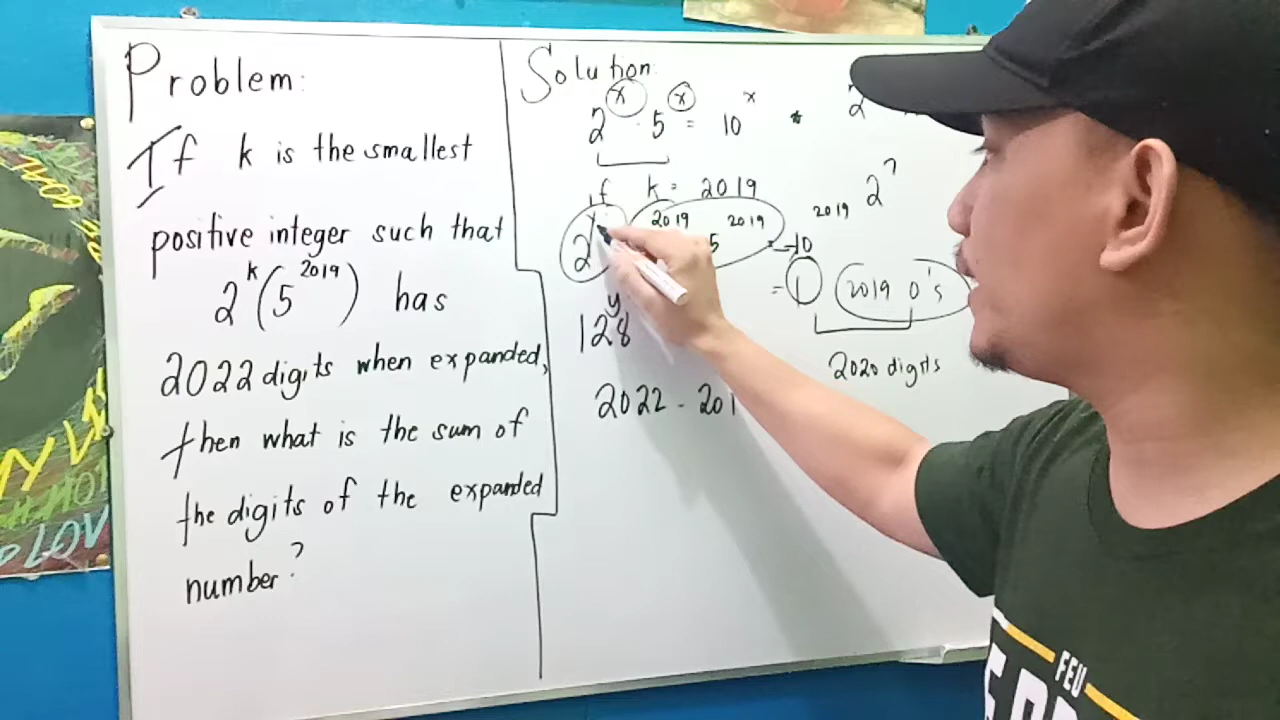 Problem:
If k is the smallest
positive integer such that
2^k (5^2019) has
2022 digits when expanded,
then what is the sum of
the digits of the expanded
number?
Solution:
2^x · 5^x = 10^x * 2
if k = 2019
2019 2019 = 10^2019
2 5
2^7
= 1 2019 0's
2020 digits
y
128
2022 - 201
FEU